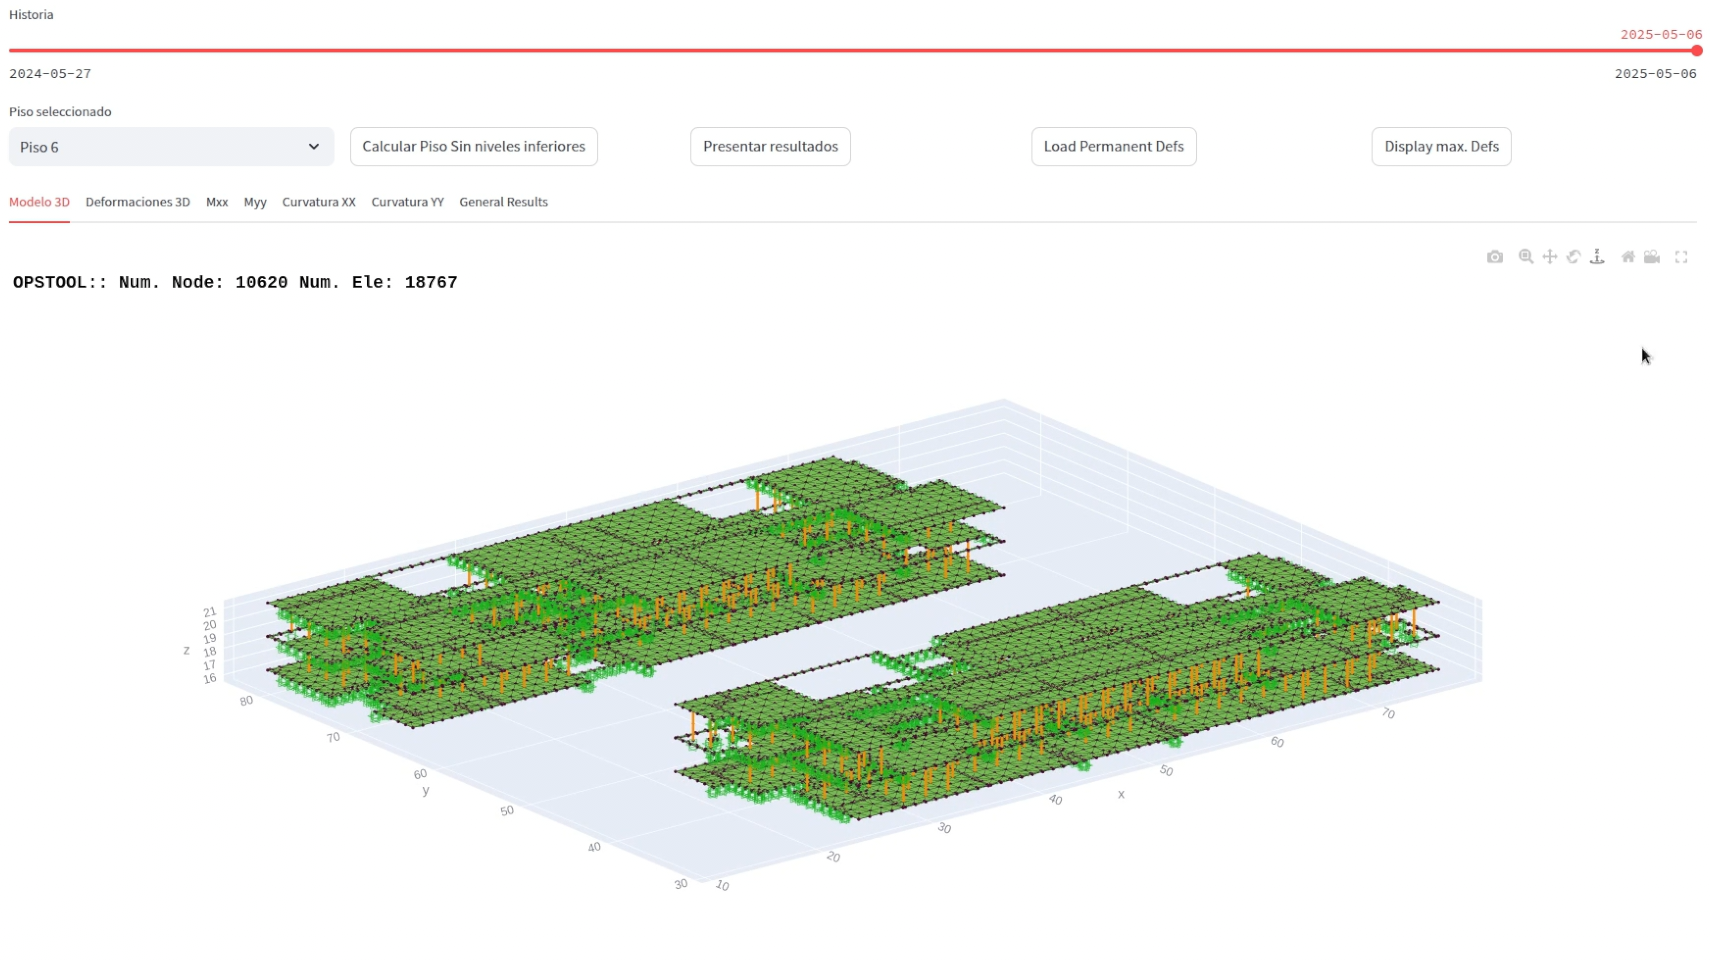 Historia
2025-05-06
2024-05-27 2025-05-06
Piso seleccionado
Piso 6 Calcular Piso Sin niveles inferiores Presentar resultados Load Permanent Defs Display max. Defs
Modelo 3D Deformaciones 3D Mxx Myy Curvatura XX Curvatura YY General Results
OPSTOOL:: Num. Node: 10620 Num. Ele: 18767
21
20
19
18
17
16
z
80
70
60
50
40
30
y
10
20
30
40
50
60
70
x